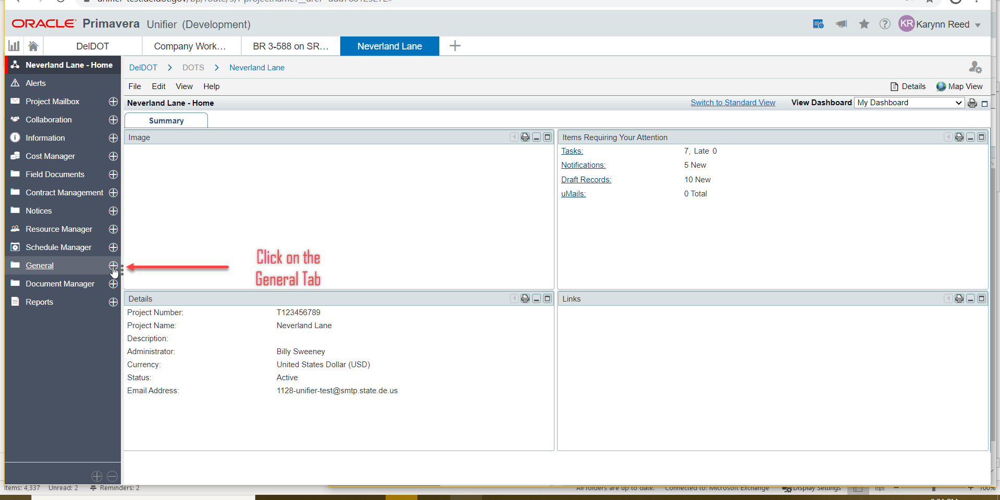 ORACLE Primavera Unifier (Development)
KR Karynn Reed
DelDOT
Company Work...
BR 3-588 on SR...
Neverland Lane
Neverland Lane - Home
Alerts
Project Mailbox
Collaboration
Information
Cost Manager
Field Documents
Contract Management
Notices
Resource Manager
Schedule Manager
General
Document Manager
Reports
DelDOT > DOTS > Neverland Lane
File Edit View Help
Details Map View
Neverland Lane - Home
Switch to Standard View View Dashboard My Dashboard
Summary
Image
Click on the
General Tab
Items Requiring Your Attention
Tasks: 7, Late 0
Notifications: 5 New
Draft Records: 10 New
uMails: 0 Total
Details
Project Number: T123456789
Project Name: Neverland Lane
Description:
Administrator: Billy Sweeney
Currency: United States Dollar (USD)
Status: Active
Email Address: 1128-unifier-test@smtp.state.de.us
Links
Items: 4,337 Unread: 2 Reminders: 2
All folders are up to date. Connected to: Microsoft Exchange Display Settings 100%